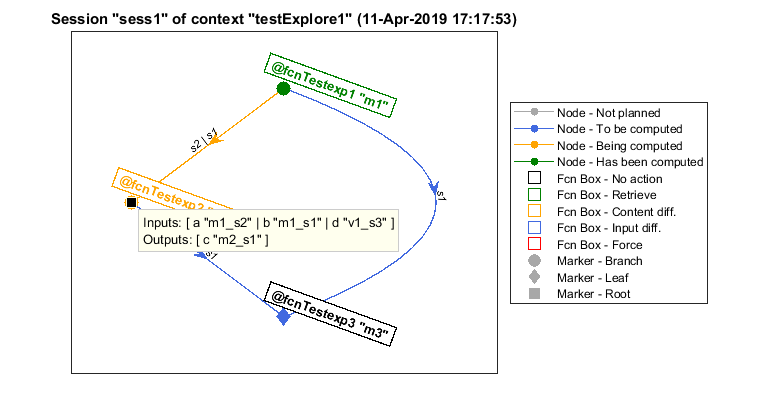 Session "sess1" of context "testExplore1" (11-Apr-2019 17:17:53)
@fcnTestexp1 "m1"
s2 | s1
s1
@fcnTestexp2
Inputs: [ a "m1_s2" | b "m1_s1" | d "v1_s3" ]
Outputs: [ c "m2_s1" ]
s1
@fcnTestexp3 "m3"
Node - Not planned
Node - To be computed
Node - Being computed
Node - Has been computed
Fcn Box - No action
Fcn Box - Retrieve
Fcn Box - Content diff.
Fcn Box - Input diff.
Fcn Box - Force
Marker - Branch
Marker - Leaf
Marker - Root